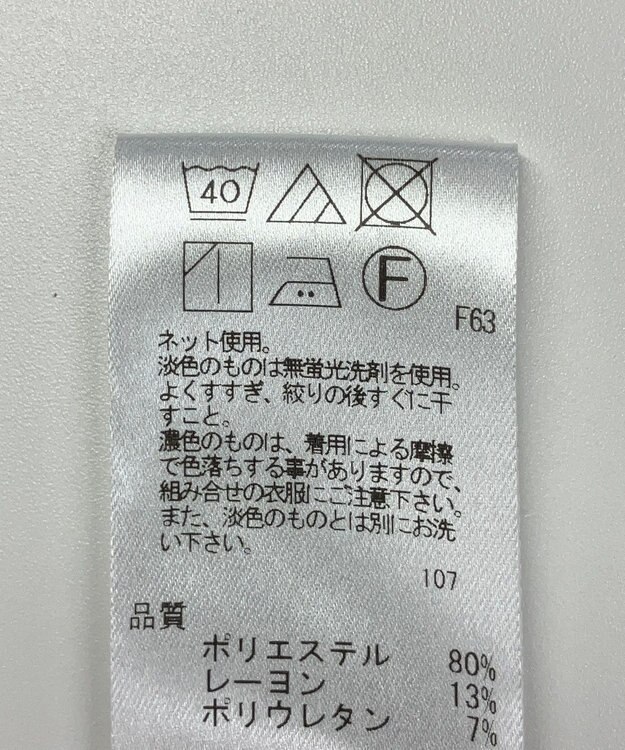 40
F
F63
ネット使用。
淡色のものは無蛍光洗剤を使用。
よくすすぎ、絞りの後すぐに干
すこと。
濃色のものは、着用による摩擦
で色落ちする事がありますので、
組み合せの衣服にご注意下さい。
また、淡色のものとは別にお洗
い下さい。
107
品質
ポリエステル 80%
レーヨン 13%
ポリウレタン 7%